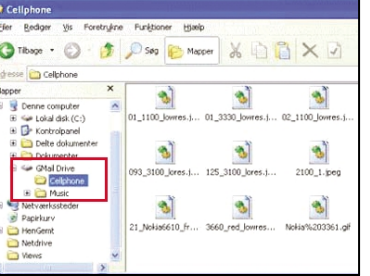 Cellphone
Filer Rediger Vis Foretrukne Funktioner Hjælp
Tilbage Søg Mapper
dresse Cellphone
Mapper ×
Denne computer
Lokal disk (C:)
Kontrolpanel
Delte dokumenter
Dokumenter
GMail Drive
Cellphone
Music
Netværkssteder
Papirkurv
HenGemt
Netdrive
Views
01_1100_lowres.j... 01_3330_lowres.j... 02_1100_lowres.j...
093_3100_lores.j... 125_3100_lores.j... 2100_1.jpeg
21_Nokia6610_fr... 3660_red_lowres... Nokia%203361.gif